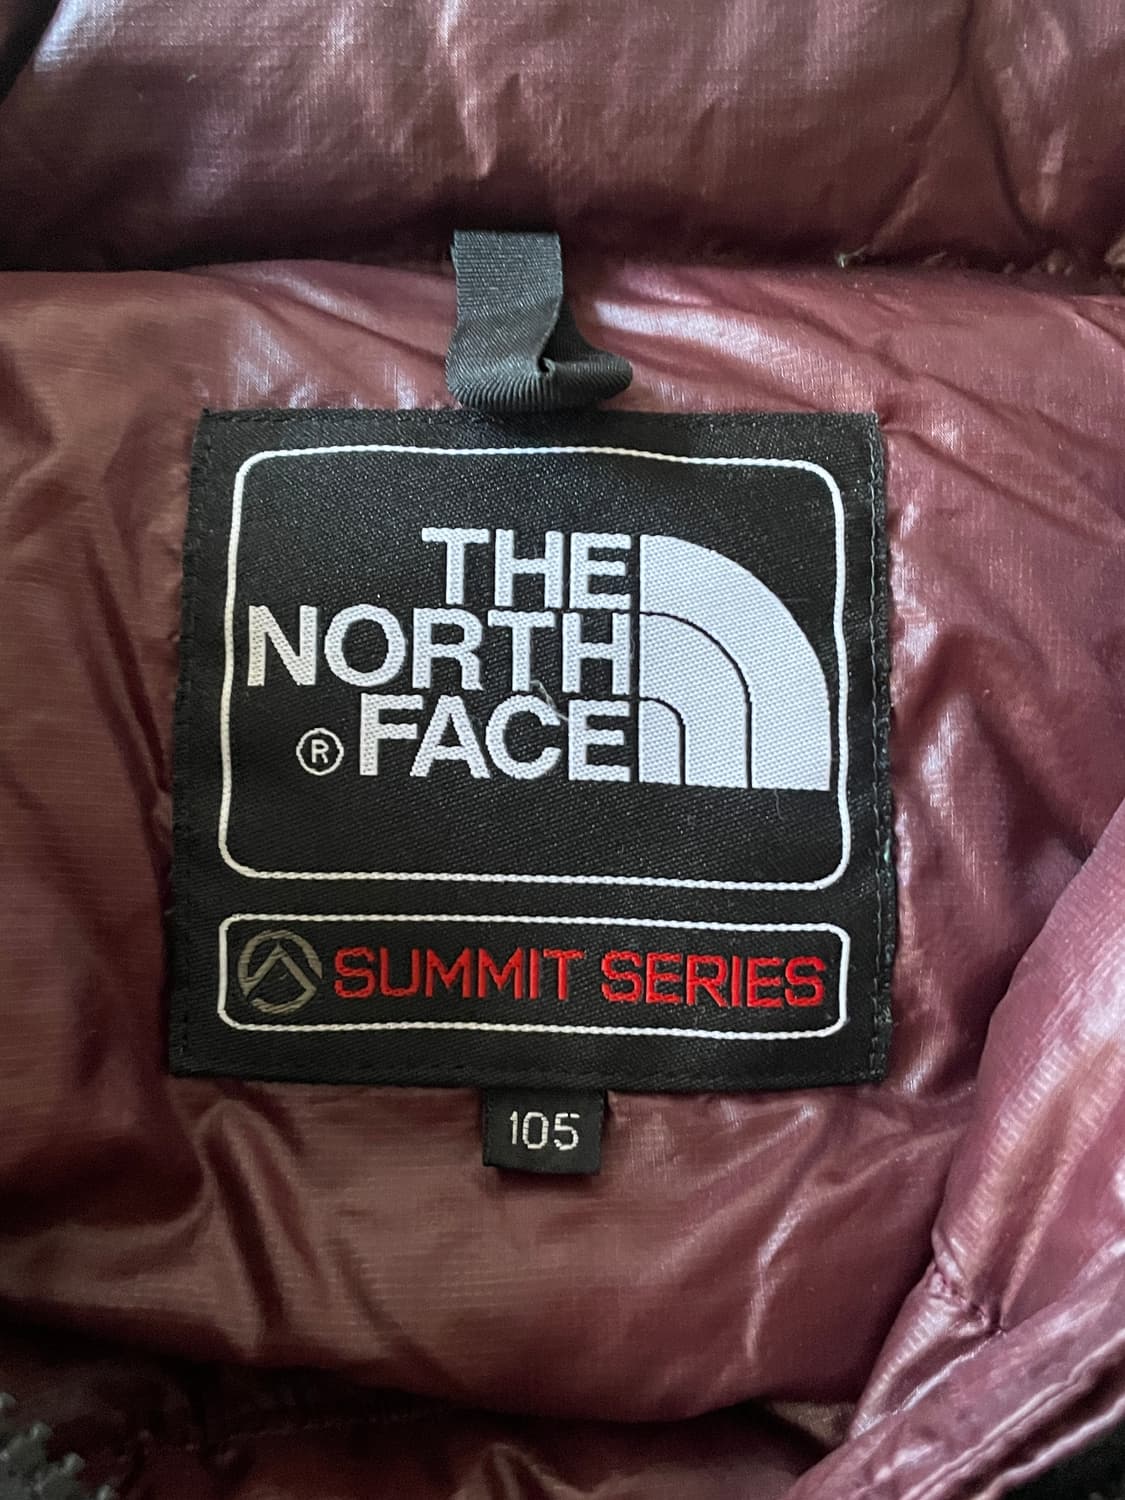 THE
NORTH
® FACE
SUMMIT SERIES
105